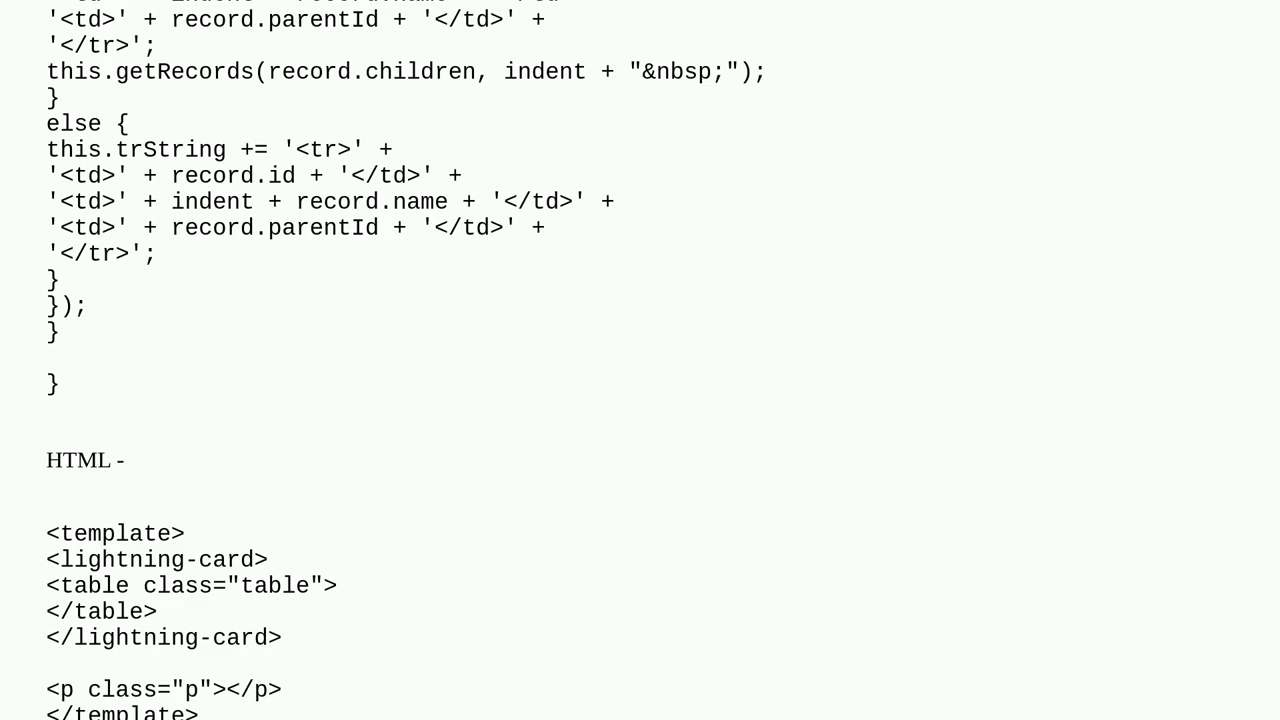 '<td>' + record.parentId + '</td>' +
'</tr>';
this.getRecords(record.children, indent + "&nbsp;");
}
else {
this.trString += '<tr>' +
'<td>' + record.id + '</td>' +
'<td>' + indent + record.name + '</td>' +
'<td>' + record.parentId + '</td>' +
'</tr>';
}
});
}
}
HTML -
<template>
<lightning-card>
<table class="table">
</table>
</lightning-card>
<p class="p"></p>
</template>